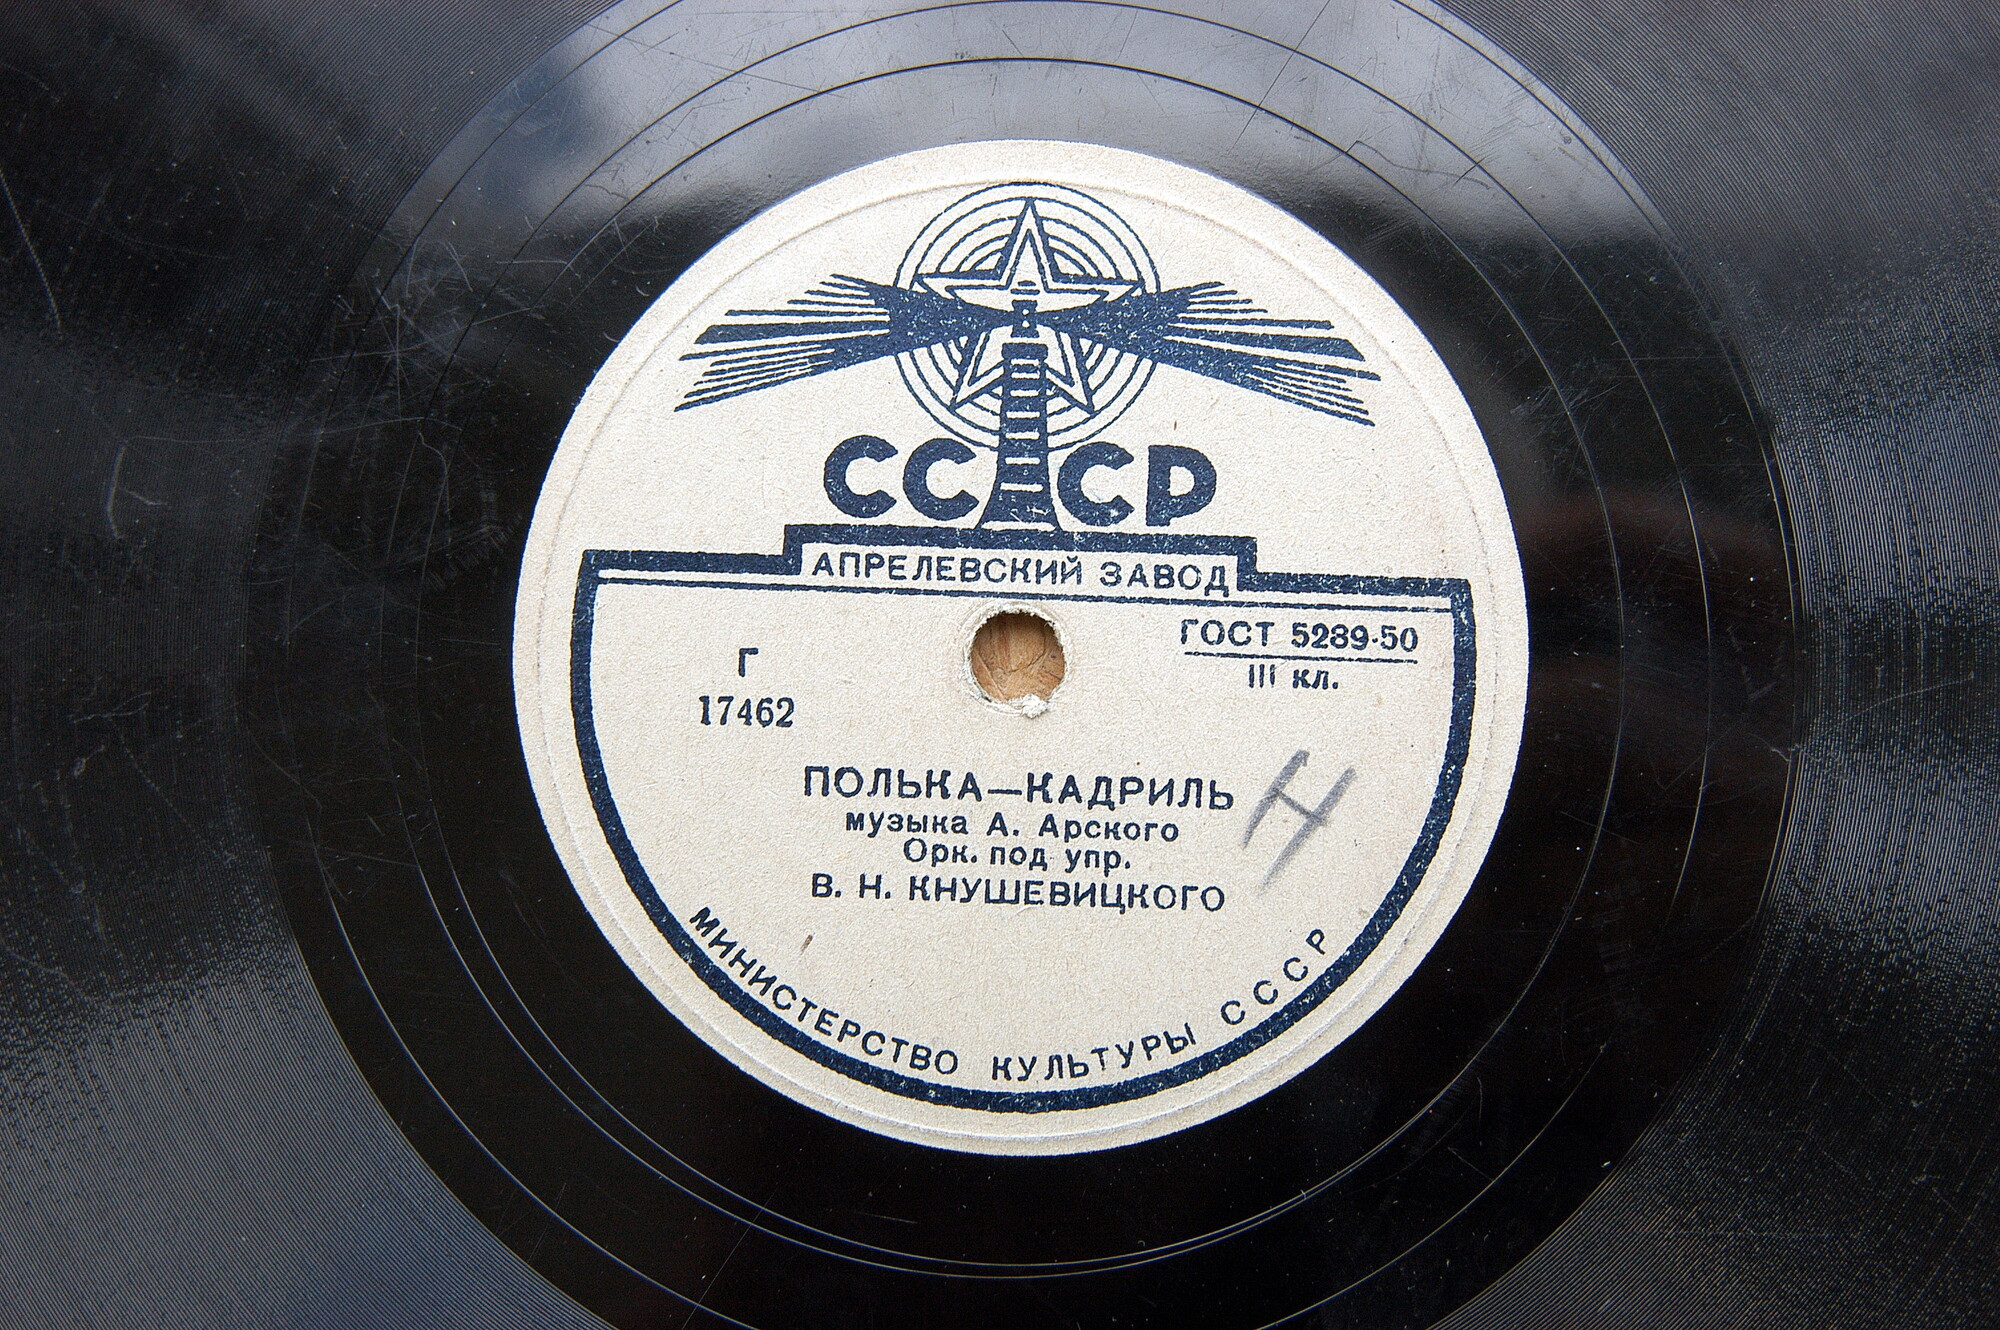 СССР
АПРЕЛЕВСКИЙ ЗАВОД
ГОСТ 5289-50
III кл.
Г
17462
ПОЛЬКА—КАДРИЛЬ
музыка А. Арского
Орк. под упр.
В. Н. КНУШЕВИЦКОГО
Н
МИНИСТЕРСТВО КУЛЬТУРЫ СССР